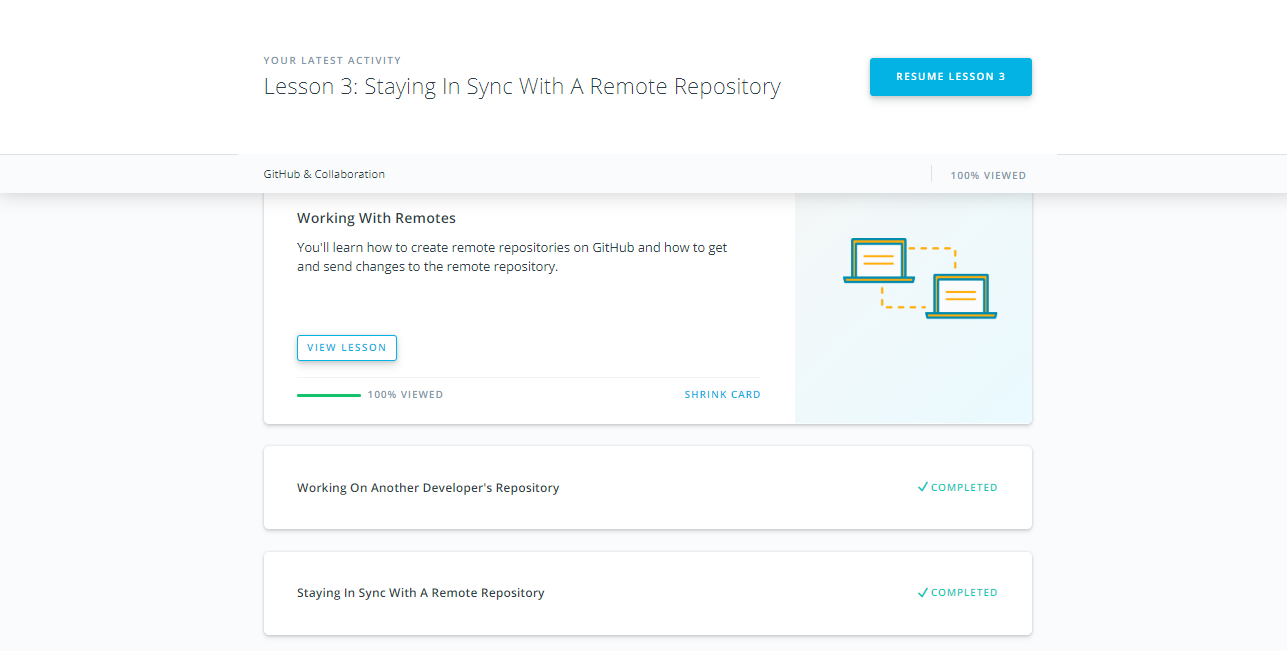 YOUR LATEST ACTIVITY
Lesson 3: Staying In Sync With A Remote Repository
RESUME LESSON 3
GitHub & Collaboration
100% VIEWED
Working With Remotes
You'll learn how to create remote repositories on GitHub and how to get
and send changes to the remote repository.
VIEW LESSON
100% VIEWED
SHRINK CARD
Working On Another Developer's Repository
COMPLETED
Staying In Sync With A Remote Repository
COMPLETED